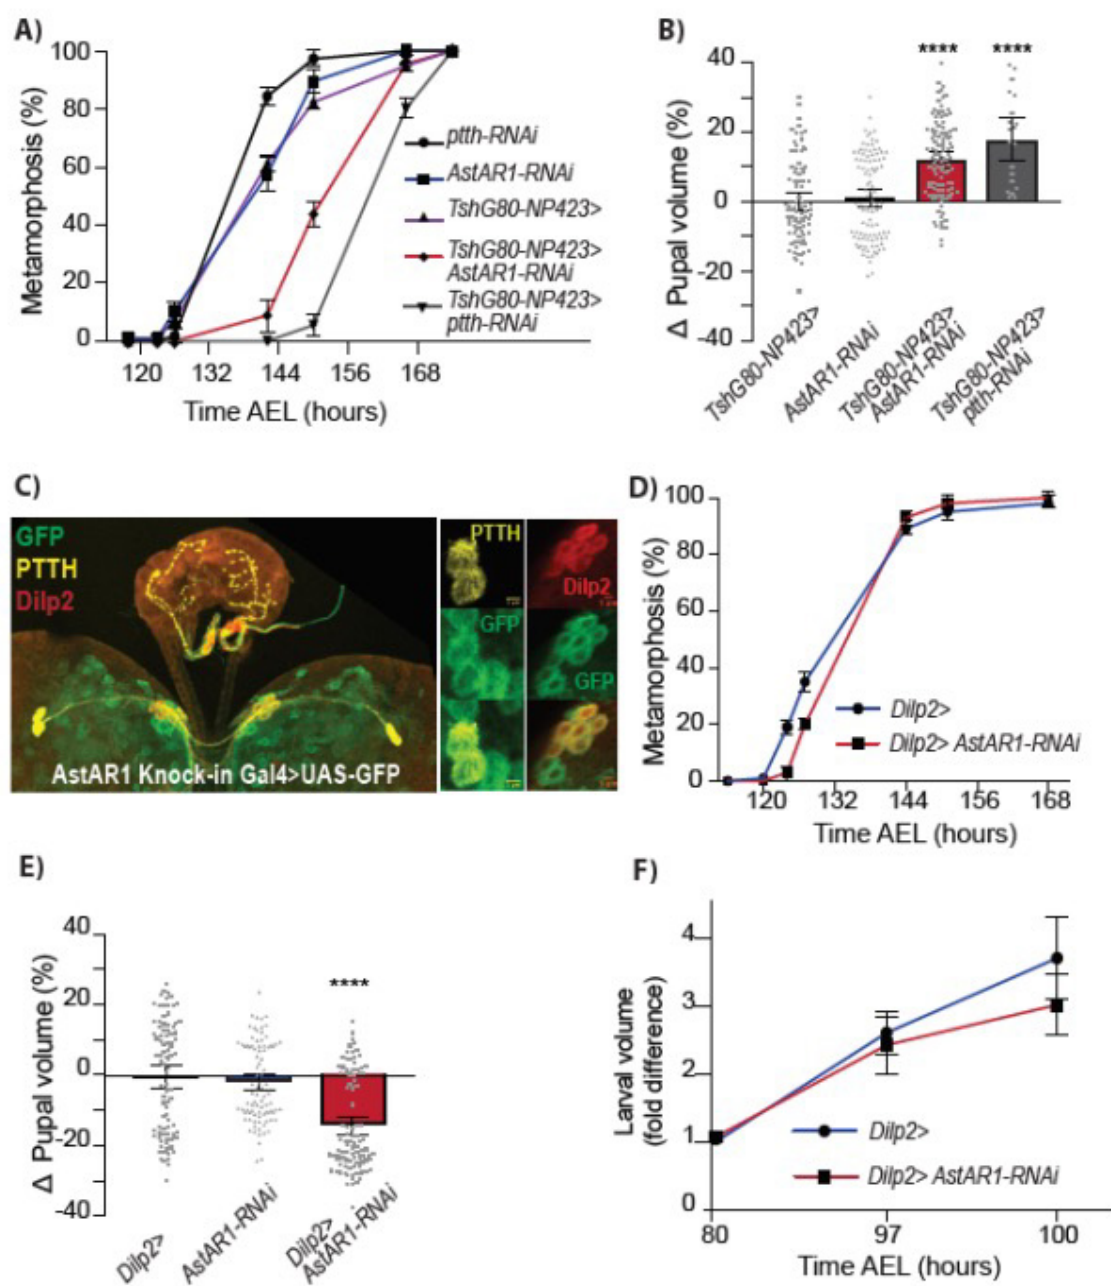 A)
100
80
60
40
20
0
Metamorphosis (%)
120 132 144 156 168
Time AEL (hours)
ptth-RNAi
AstAR1-RNAi
TshG80-NP423>
TshG80-NP423>
AstAR1-RNAi
TshG80-NP423>
ptth-RNAi
B)
**** ****
40
20
0
-20
-40
Δ Pupal volume (%)
TshG80-NP423>
AstAR1-RNAi
TshG80-NP423>
AstAR1-RNAi
TshG80-NP423>
ptth-RNAi
C)
GFP
PTTH
Dilp2
AstAR1 Knock-in Gal4>UAS-GFP
PTTH
Dilp2
GFP
GFP
D)
100
80
60
40
20
0
Metamorphosis (%)
120 132 144 156 168
Time AEL (hours)
Dilp2>
Dilp2> AstAR1-RNAi
E)
40
20
0
-20
-40
Δ Pupal volume (%)
****
Dilp2>
AstAR1-RNAi
Dilp2>
AstAR1-RNAi
F)
4
3
2
1
0
Larval volume
(fold difference)
80 97 100
Time AEL (hours)
Dilp2>
Dilp2> AstAR1-RNAi